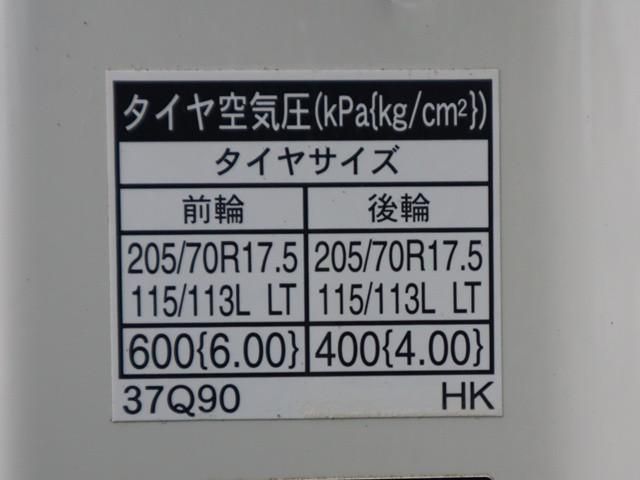 タイヤ空気圧(kPa{kg/cm²})
タイヤサイズ
前輪 後輪
205/70R17.5 205/70R17.5
115/113L LT 115/113L LT
600{6.00} 400{4.00}
37Q90 HK